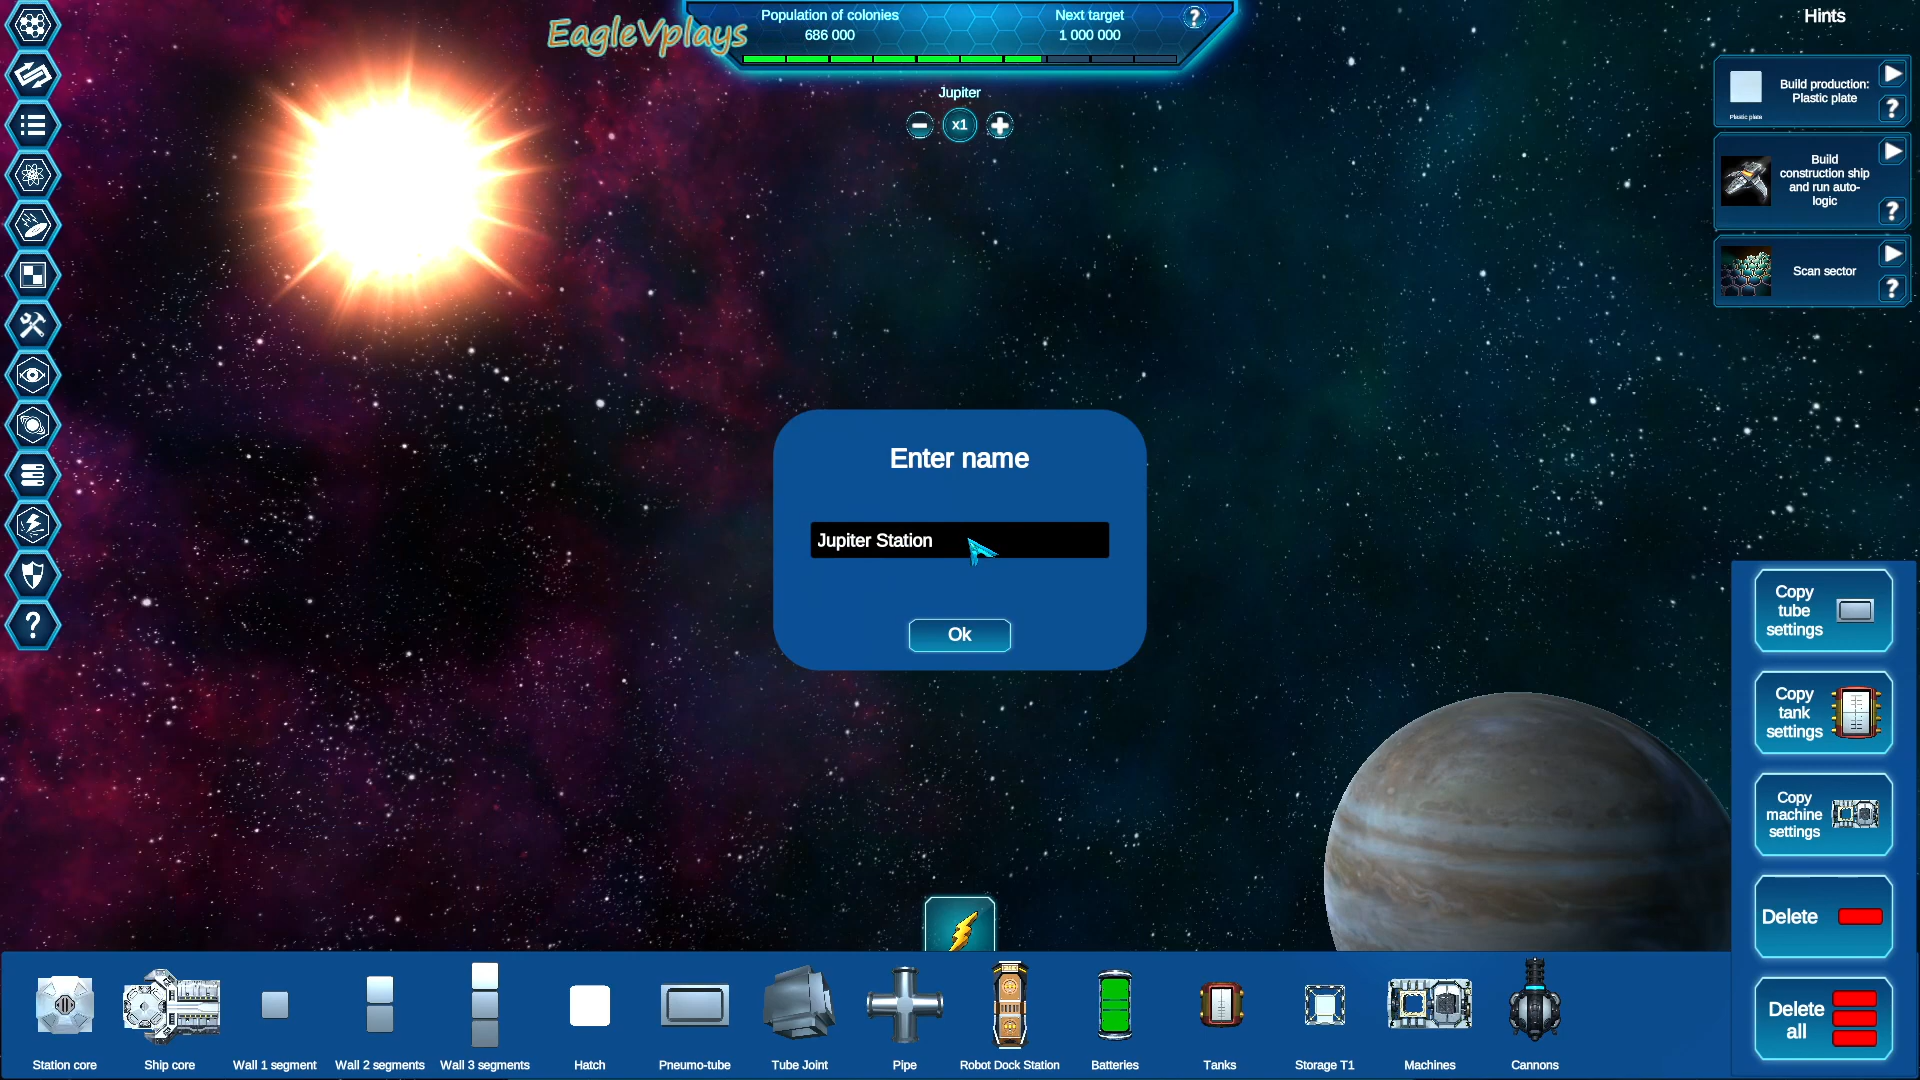 EagleVplays
Population of colonies
686 000
Next target
1 000 000
?
Jupiter
x1
Hints
Plastic plate
Build production:
Plastic plate
?
Build
construction ship
and run auto-
logic
?
Scan sector
?
?
Enter name
Jupiter Station
Ok
Copy
tube
settings
Copy
tank
settings
Copy
machine
settings
Delete
Delete
all
Station core
Ship core
Wall 1 segment
Wall 2 segments
Wall 3 segments
Hatch
Pneumo-tube
Tube Joint
Pipe
Robot Dock Station
Batteries
Tanks
Storage T1
Machines
Cannons